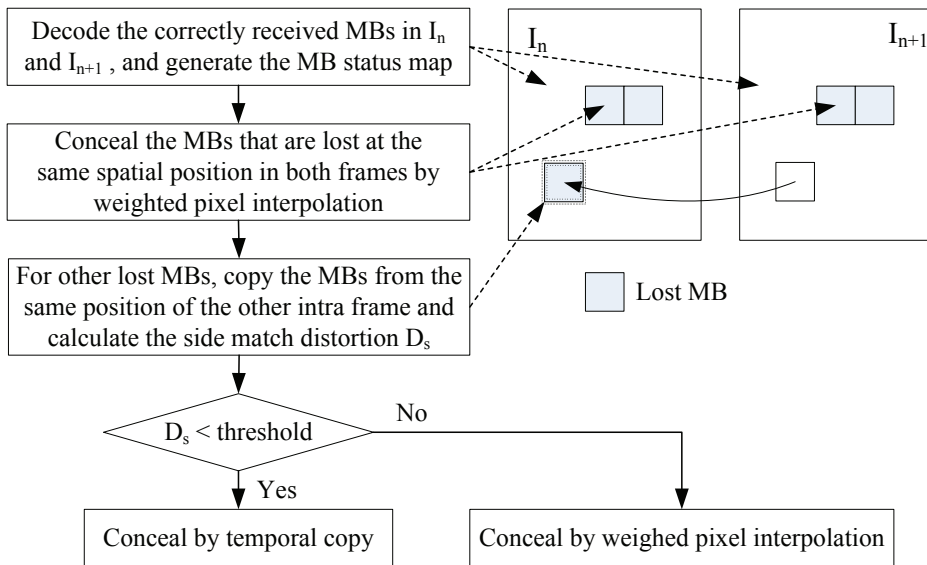 Decode the correctly received MBs in Iₙ
and Iₙ₊₁ , and generate the MB status map
Iₙ
Iₙ₊₁
Conceal the MBs that are lost at the
same spatial position in both frames by
weighted pixel interpolation
For other lost MBs, copy the MBs from the
same position of the other intra frame and
calculate the side match distortion Dₛ
Lost MB
Dₛ < threshold
No
Yes
Conceal by temporal copy
Conceal by weighed pixel interpolation